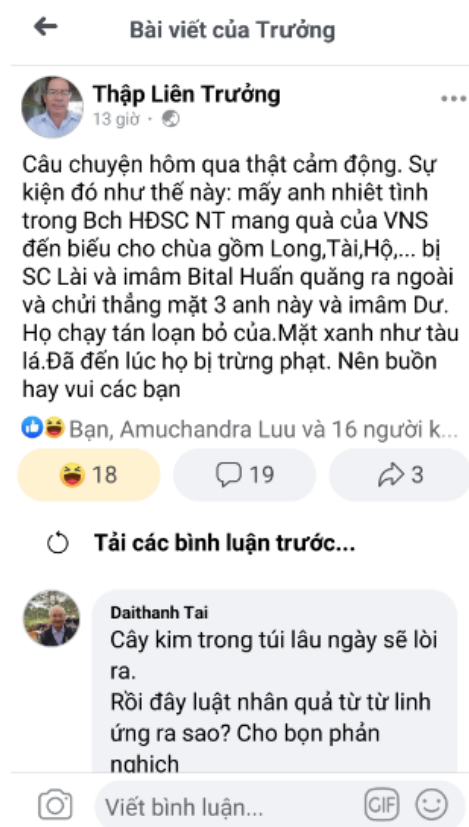 Bài viết của Trưởng
Thập Liên Trưởng
13 giờ ·
Câu chuyện hôm qua thật cảm động. Sự
kiện đó như thế này: mấy anh nhiêt tình
trong Bch HĐSC NT mang quà của VNS
đến biếu cho chùa gồm Long,Tài,Hộ,... bị
SC Lài và imâm Bital Huấn quăng ra ngoài
và chửi thẳng mặt 3 anh này và imâm Dư.
Họ chạy tán loạn bỏ của.Mặt xanh như tàu
lá.Đã đến lúc họ bị trừng phạt. Nên buồn
hay vui các bạn
Bạn, Amuchandra Luu và 16 người k...
18
19
3
Tải các bình luận trước...
Daithanh Tai
Cây kim trong túi lâu ngày sẽ lòi
ra.
Rồi đây luật nhân quả từ từ linh
ứng ra sao? Cho bọn phản
nghịch
Viết bình luận...
GIF